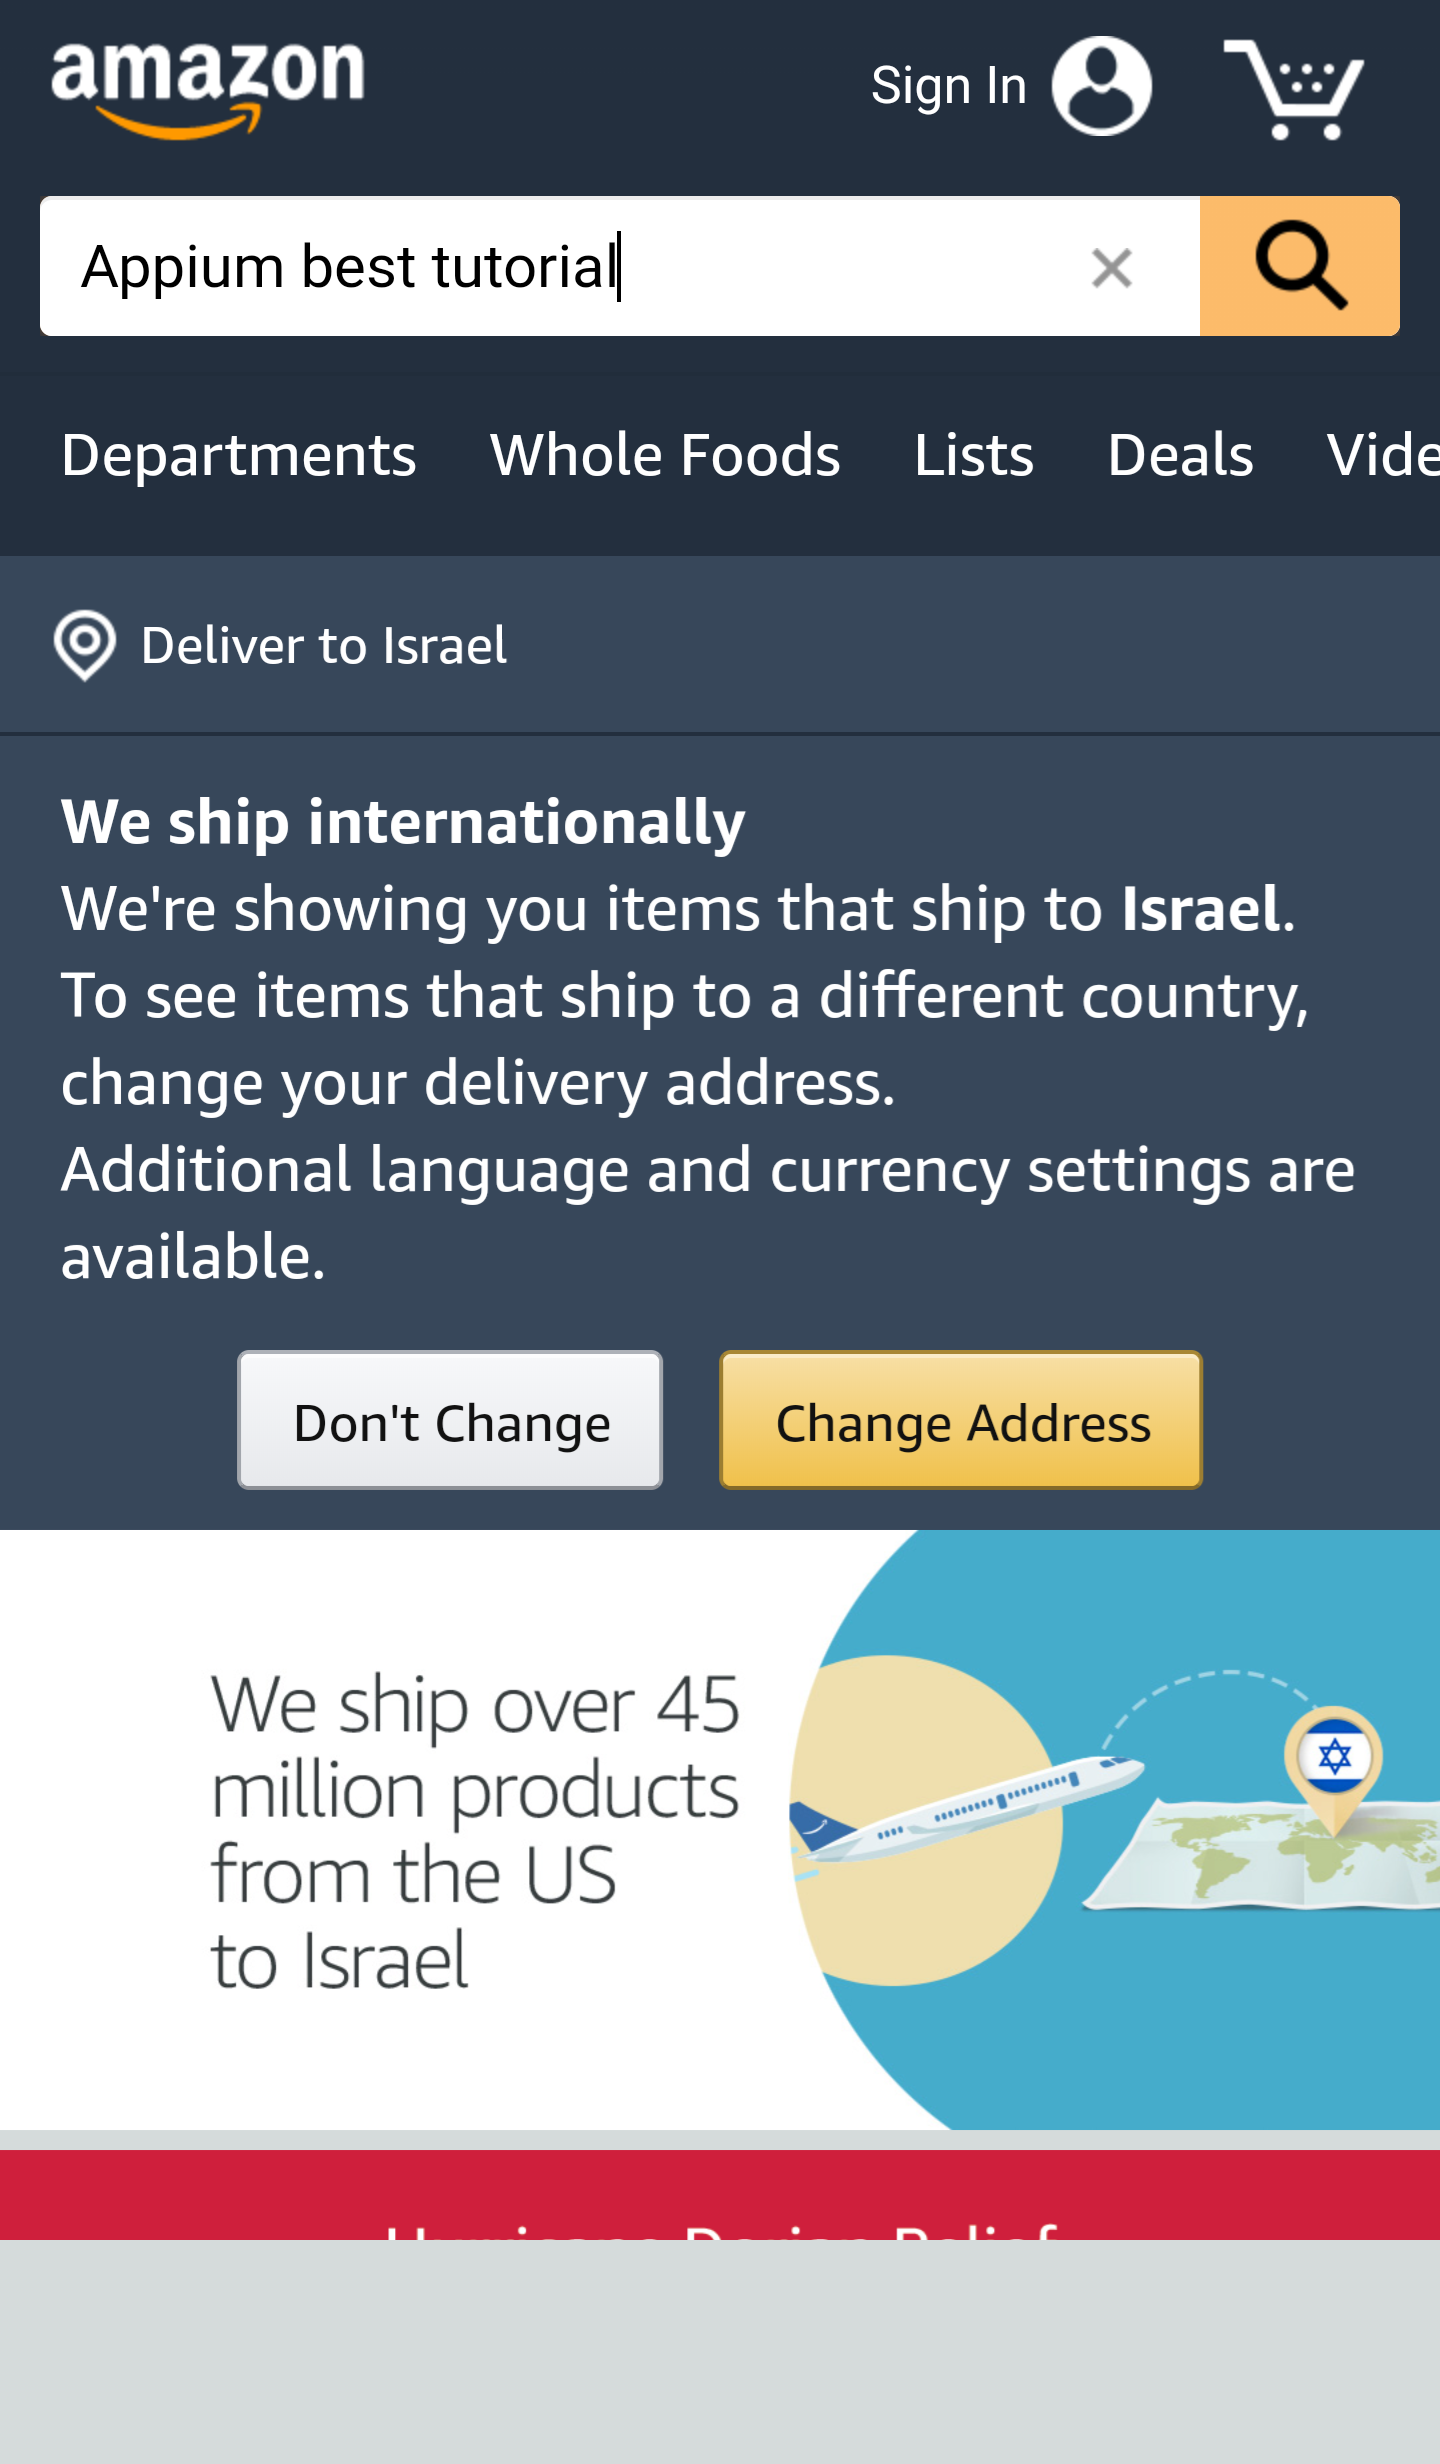 amazon
Sign In
Appium best tutorial
Departments Whole Foods Lists Deals Vide
Deliver to Israel
We ship internationally
We're showing you items that ship to Israel.
To see items that ship to a different country,
change your delivery address.
Additional language and currency settings are
available.
Don't Change Change Address
We ship over 45
million products
from the US
to Israel
Hurricane Dorian Relief